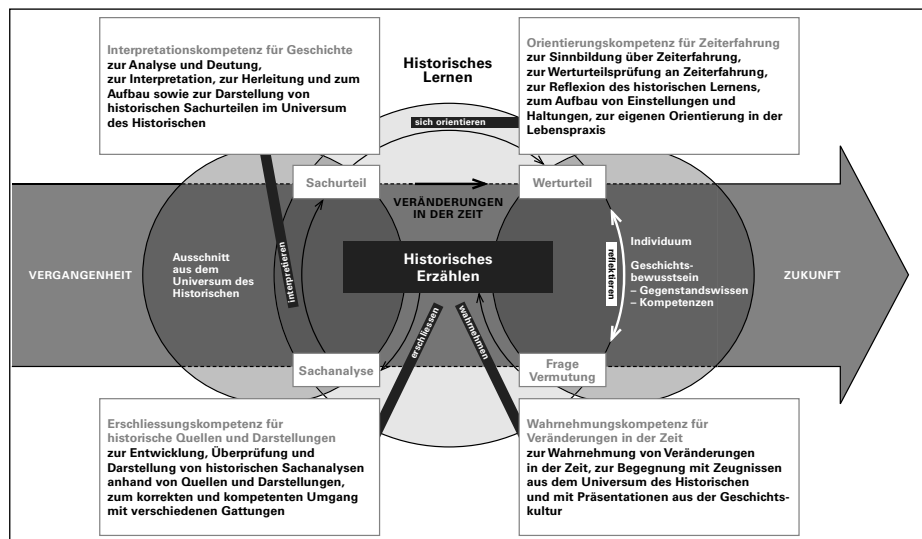 Interpretationskompetenz für Geschichte
zur Analyse und Deutung,
zur Interpretation, zur Herleitung und zum
Aufbau sowie zur Darstellung von
historischen Sachurteilen im Universum
des Historischen
Historisches
Lernen
Orientierungskompetenz für Zeiterfahrung
zur Sinnbildung über Zeiterfahrung,
zur Werturteilsprüfung an Zeiterfahrung,
zur Reflexion des historischen Lernens,
zum Aufbau von Einstellungen und
Haltungen, zur eigenen Orientierung in der
Lebenspraxis
sich orientieren
Sachurteil
Werturteil
VERÄNDERUNGEN
IN DER ZEIT
VERGANGENHEIT
Ausschnitt
aus dem
Universum des
Historischen
interpretieren
Historisches
Erzählen
reflektieren
Individuum
Geschichts-
bewusstsein
– Gegenstandswissen
– Kompetenzen
ZUKUNFT
erschliessen
wahrnehmen
Sachanalyse
Frage
Vermutung
Erschliessungskompetenz für
historische Quellen und Darstellungen
zur Entwicklung, Überprüfung und
Darstellung von historischen Sachanalysen
anhand von Quellen und Darstellungen,
zum korrekten und kompetenten Umgang
mit verschiedenen Gattungen
Wahrnehmungskompetenz für
Veränderungen in der Zeit
zur Wahrnehmung von Veränderungen
in der Zeit, zur Begegnung mit Zeugnissen
aus dem Universum des Historischen
und mit Präsentationen aus der Geschichts-
kultur